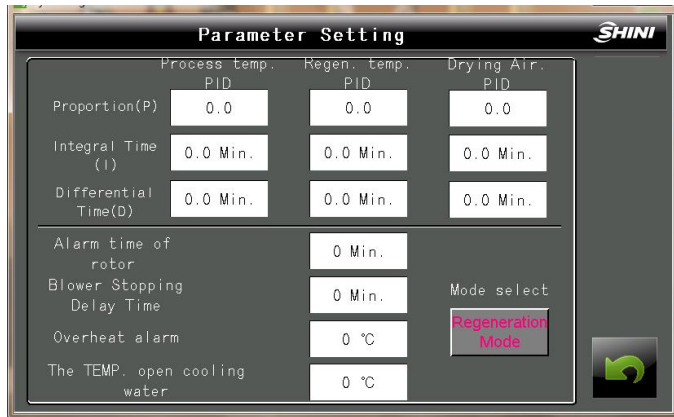 Parameter Setting
SHINI
Process temp. Regen. temp. Drying Air.
PID PID PID
Proportion(P) 0.0 0.0 0.0
Integral Time
(I) 0.0 Min. 0.0 Min. 0.0 Min.
Differential
Time(D) 0.0 Min. 0.0 Min. 0.0 Min.
Alarm time of
rotor 0 Min.
Blower Stopping
Delay Time 0 Min.
Mode select
Regeneration
Mode
Overheat alarm 0 ℃
The TEMP. open cooling
water 0 ℃